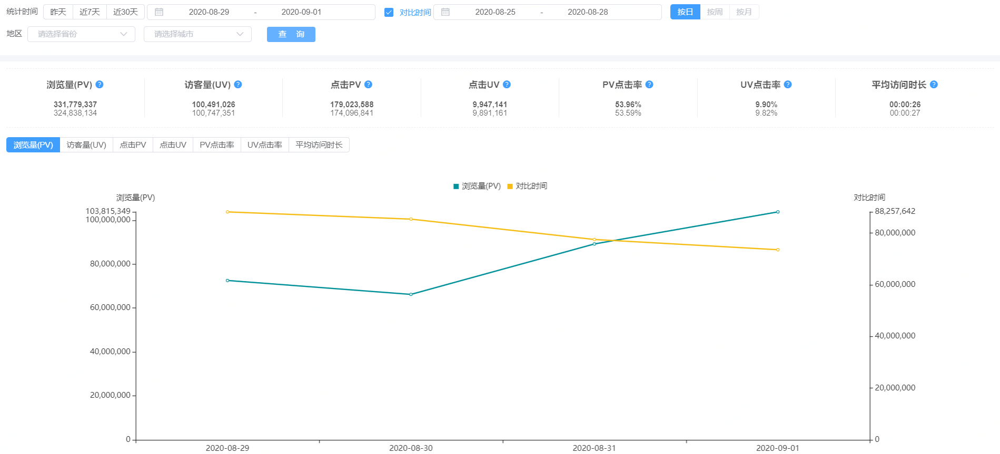 统计时间 昨天 近7天 近30天 2020-08-29 - 2020-09-01 对比时间 2020-08-25 - 2020-08-28 按日 按周 按月
地区 请选择省份 请选择城市 查 询
浏览量(PV) ? 访客量(UV) ? 点击PV ? 点击UV ? PV点击率 ? UV点击率 ? 平均访问时长 ?
331,779,337 100,491,026 179,023,588 9,947,141 53.96% 9.90% 00:00:26
324,838,134 100,747,351 174,096,841 9,891,161 53.59% 9.82% 00:00:27
浏览量(PV) 访客量(UV) 点击PV 点击UV PV点击率 UV点击率 平均访问时长
浏览量(PV) 对比时间
浏览量(PV) 对比时间
103,815,349 88,257,642
100,000,000
80,000,000
80,000,000
60,000,000
60,000,000
40,000,000
40,000,000
20,000,000
20,000,000
0 0
2020-08-29 2020-08-30 2020-08-31 2020-09-01